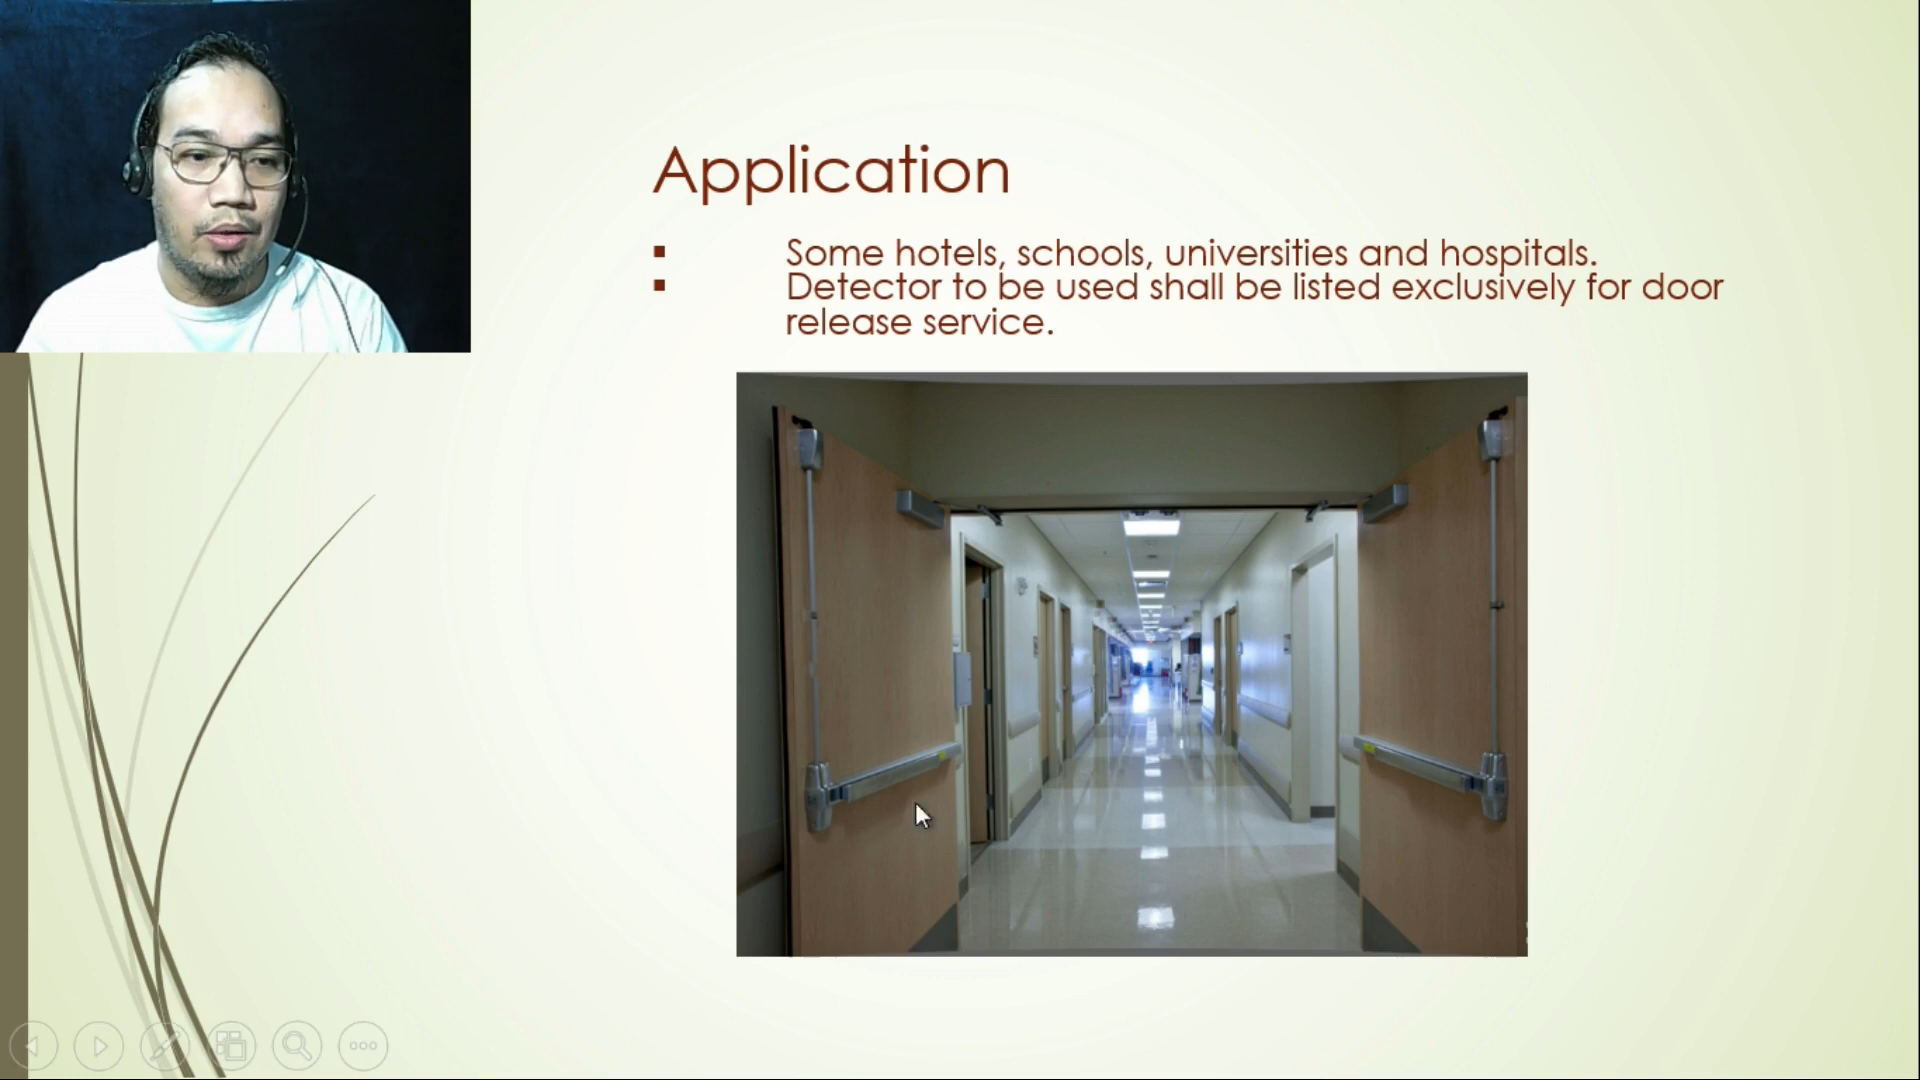 Application
▪ Some hotels, schools, universities and hospitals.
▪ Detector to be used shall be listed exclusively for door
release service.